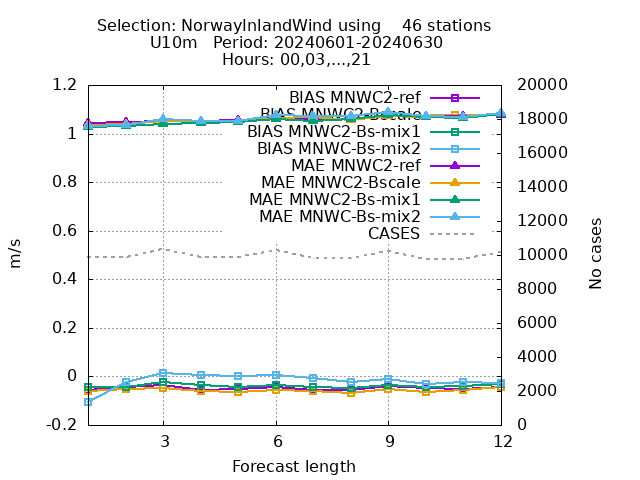 Selection: NorwayInlandWind using 46 stations
U10m Period: 20240601-20240630
Hours: 00,03,...,21
1.2
1
0.8
0.6
0.4
0.2
0
-0.2
m/s
20000
18000
16000
14000
12000
10000
8000
6000
4000
2000
0
No cases
BIAS MNWC2-ref
BIAS MNWC2-Bscale
BIAS MNWC2-Bs-mix1
BIAS MNWC-Bs-mix2
MAE MNWC2-ref
MAE MNWC2-Bscale
MAE MNWC2-Bs-mix1
MAE MNWC-Bs-mix2
CASES
3 6 9 12
Forecast length